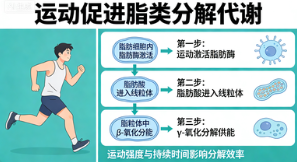 运动促进脂类分解代谢
脂肪细胞内
脂肪酶激活
第一步：
运动激活脂肪酶
脂肪酸
进入线粒体
第二步：
脂肪酸进入线粒体
脂粒体中
β-氧化分能
第三步：
γ-氧化分解供能
运动强度与持续时间影响分解效率